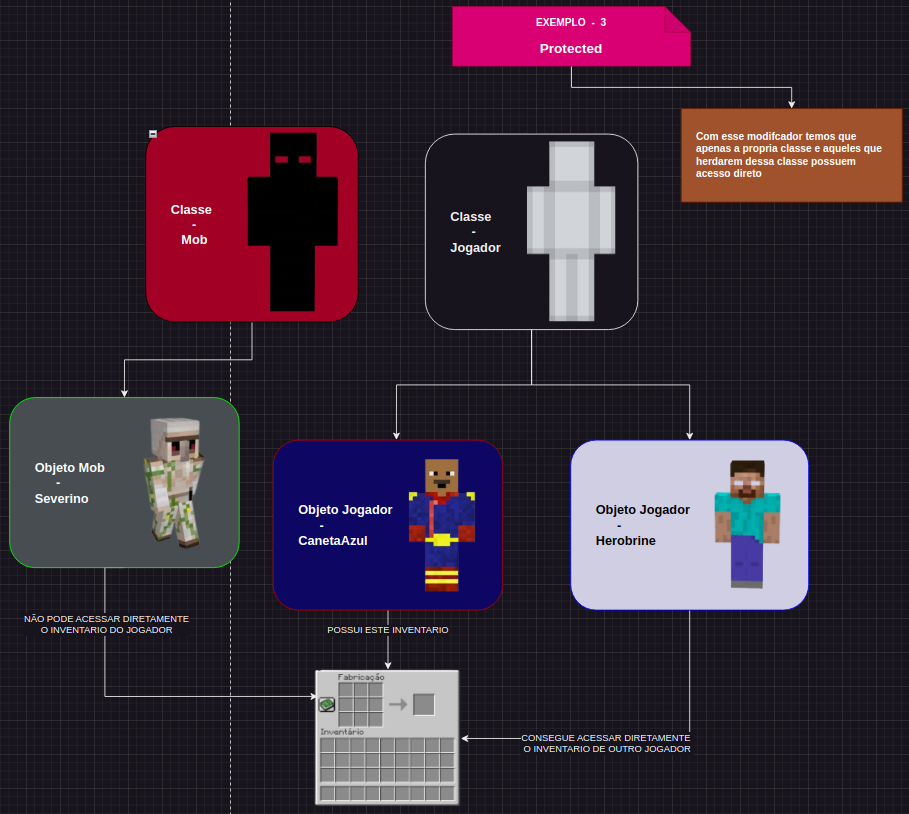 EXEMPLO - 3
Protected
Com esse modifcador temos que
apenas a propria classe e aqueles que
herdarem dessa classe possuem
acesso direto
Classe
-
Mob
Classe
-
Jogador
Objeto Mob
-
Severino
Objeto Jogador
-
CanetaAzul
Objeto Jogador
-
Herobrine
NÃO PODE ACESSAR DIRETAMENTE
O INVENTARIO DO JOGADOR
POSSUI ESTE INVENTARIO
Fabricação
Inventário
CONSEGUE ACESSAR DIRETAMENTE
O INVENTARIO DE OUTRO JOGADOR